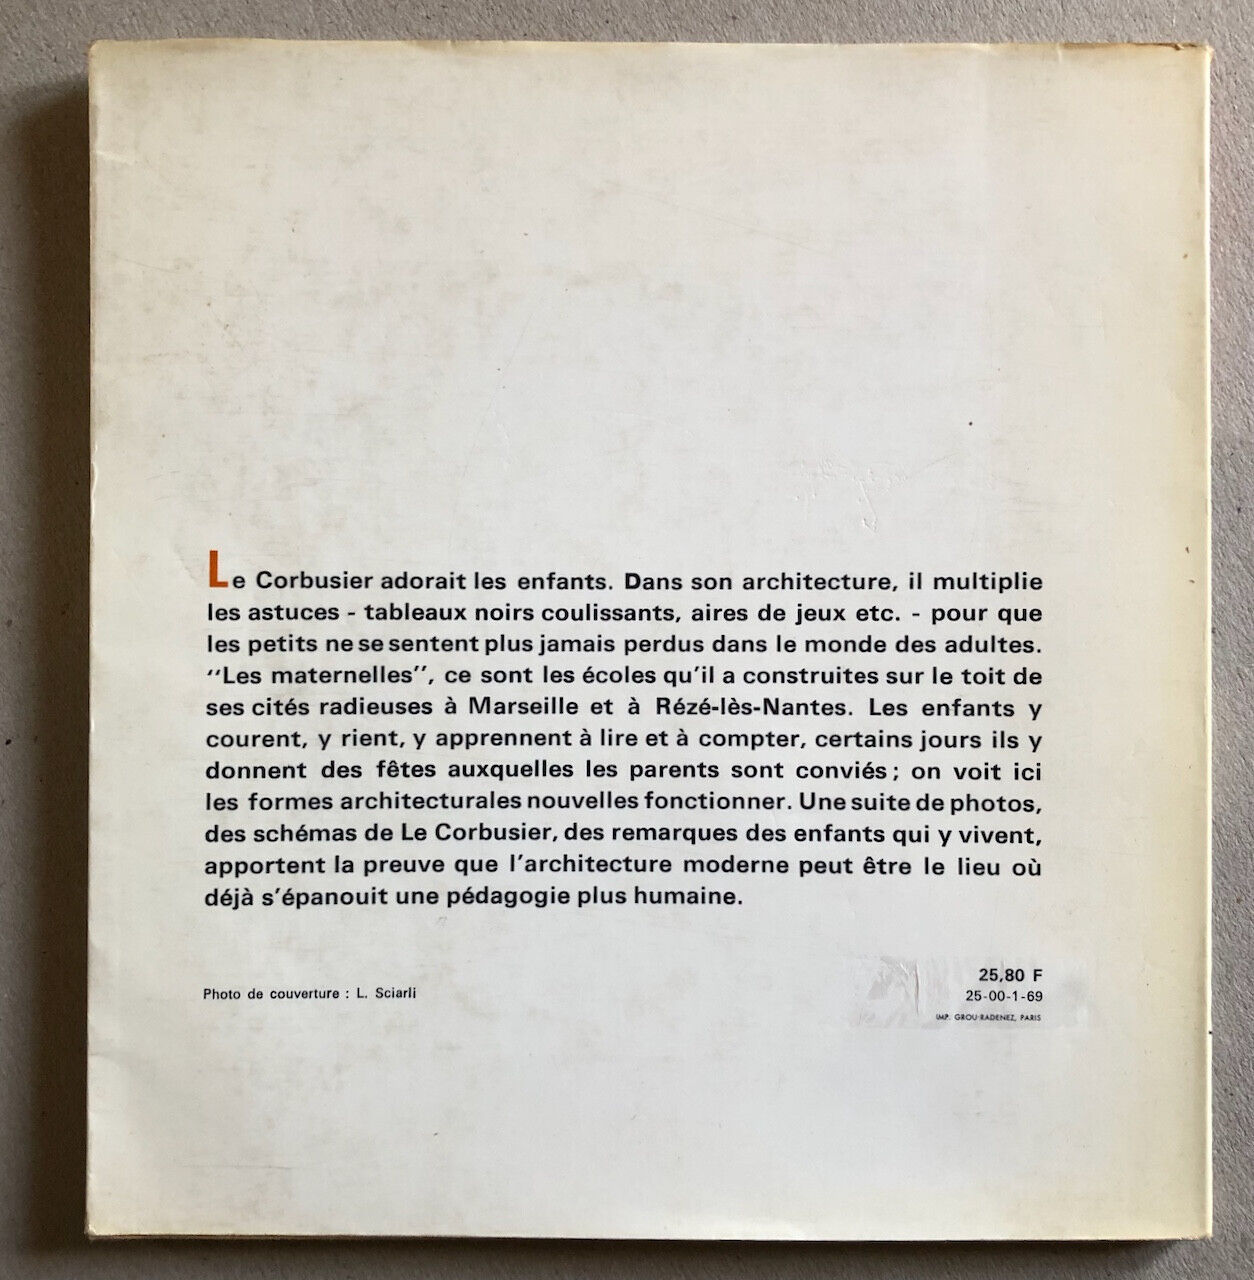 Le Corbusier adorait les enfants. Dans son architecture, il multiplie
les astuces - tableaux noirs coulissants, aires de jeux etc. - pour que
les petits ne se sentent plus jamais perdus dans le monde des adultes.
“Les maternelles”, ce sont les écoles qu’il a construites sur le toit de
ses cités radieuses à Marseille et à Rézé-lès-Nantes. Les enfants y
courent, y rient, y apprennent à lire et à compter, certains jours ils y
donnent des fêtes auxquelles les parents sont conviés ; on voit ici
les formes architecturales nouvelles fonctionner. Une suite de photos,
des schémas de Le Corbusier, des remarques des enfants qui y vivent,
apportent la preuve que l’architecture moderne peut être le lieu où
déjà s’épanouit une pédagogie plus humaine.
Photo de couverture : L. Sciarli
25,80 F
25-00-1-69
IMP. GROU-RADENEZ, PARIS